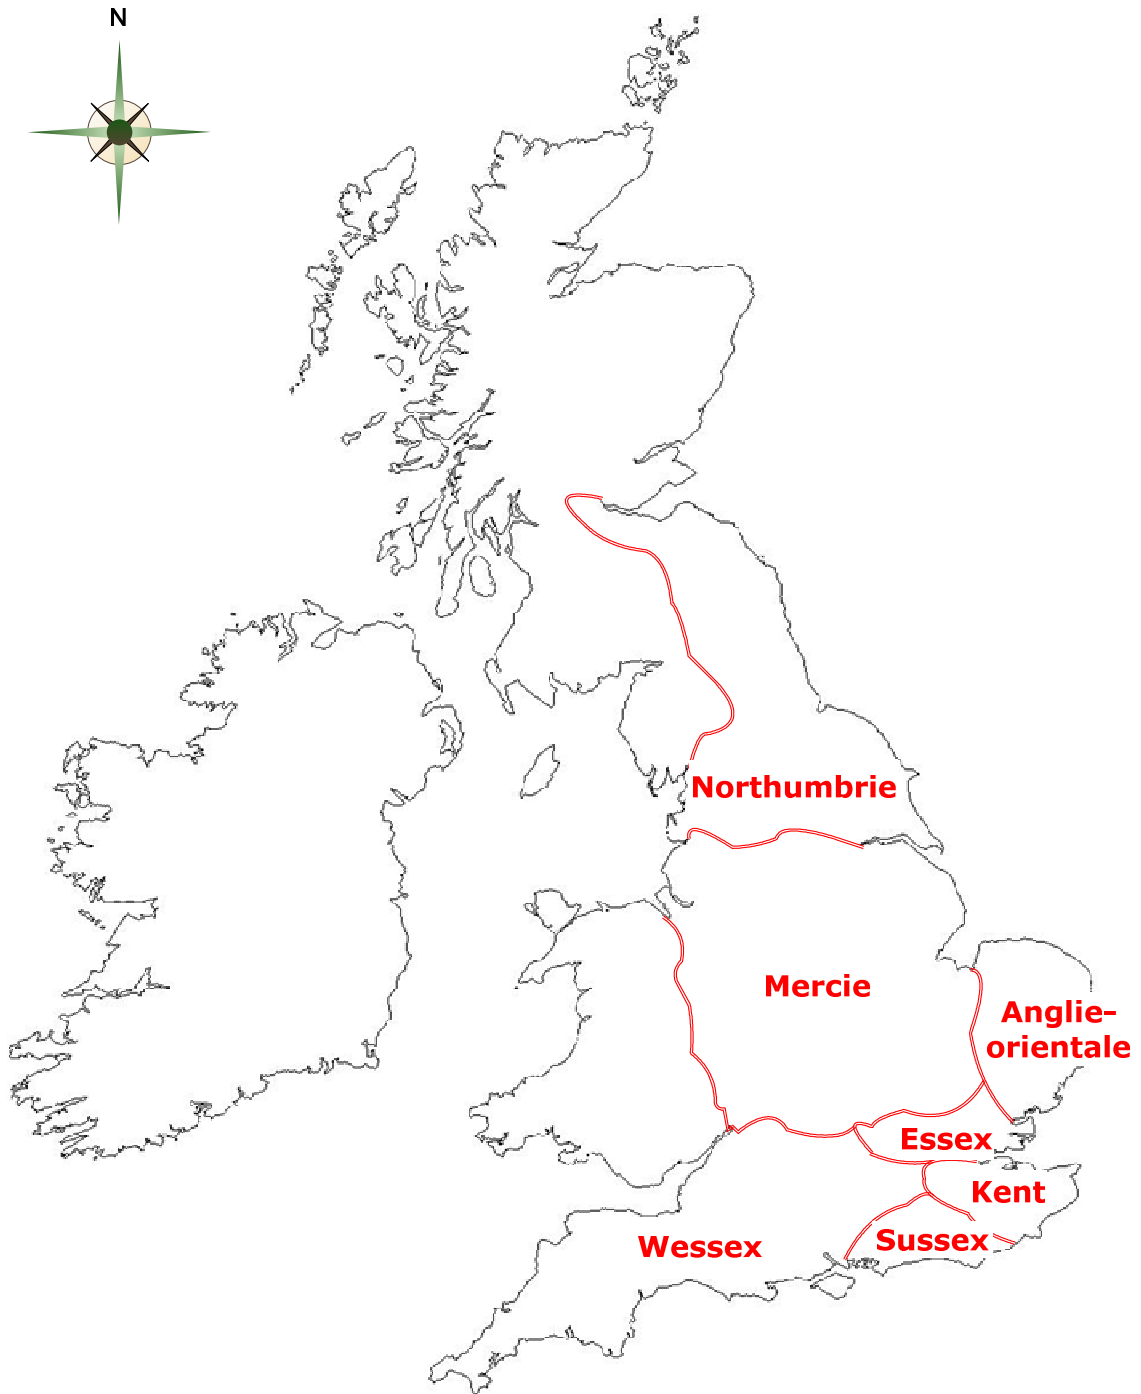 N
Northumbrie
Mercie
Anglie-
orientale
Essex
Kent
Sussex
Wessex